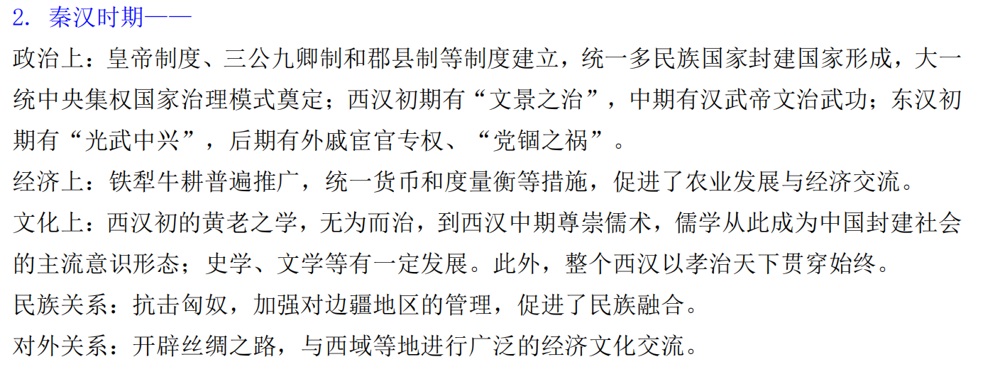 2. 秦汉时期——
政治上：皇帝制度、三公九卿制和郡县制等制度建立，统一多民族国家封建国家形成，大一
统中央集权国家治理模式奠定；西汉初期有“文景之治”，中期有汉武帝文治武功；东汉初
期有“光武中兴”，后期有外戚宦官专权、“党锢之祸”。
经济上：铁犁牛耕普遍推广，统一货币和度量衡等措施，促进了农业发展与经济交流。
文化上：西汉初的黄老之学，无为而治，到西汉中期尊崇儒术，儒学从此成为中国封建社会
的主流意识形态；史学、文学等有一定发展。此外，整个西汉以孝治天下贯穿始终。
民族关系：抗击匈奴，加强对边疆地区的管理，促进了民族融合。
对外关系：开辟丝绸之路，与西域等地进行广泛的经济文化交流。